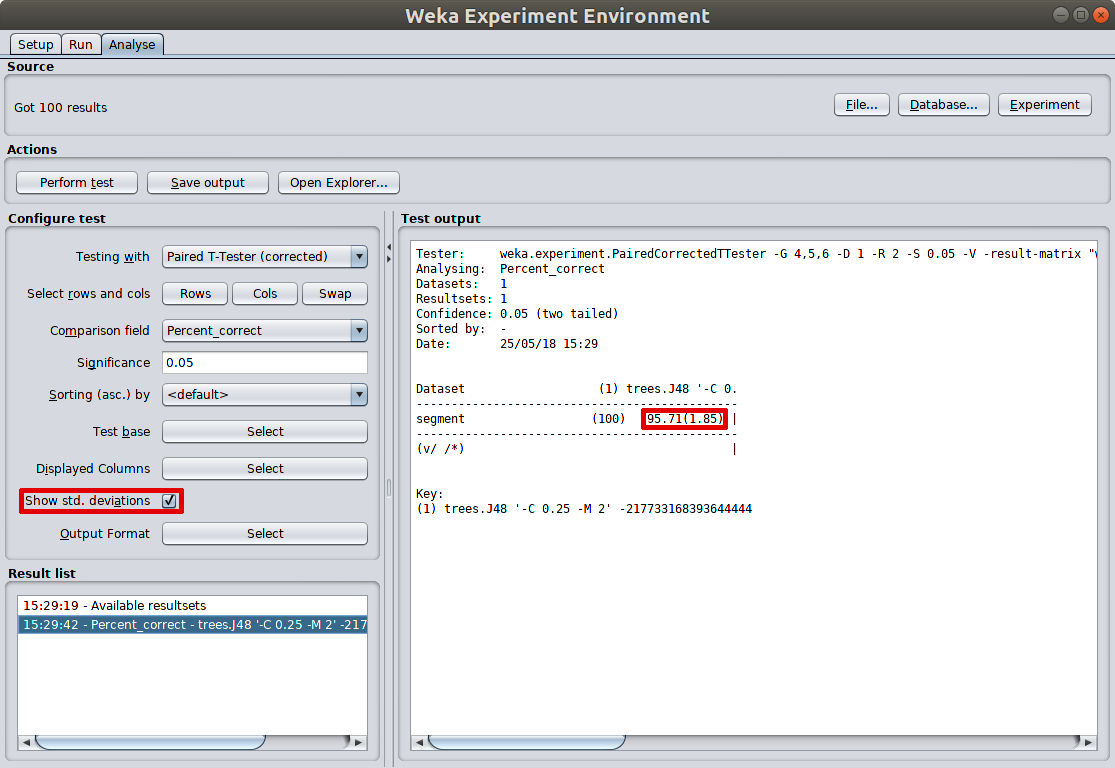 Weka Experiment Environment
Setup Run Analyse
Source
Got 100 results
File... Database... Experiment
Actions
Perform test Save output Open Explorer...
Configure test
Testing with Paired T-Tester (corrected)
Select rows and cols Rows Cols Swap
Comparison field Percent_correct
Significance 0.05
Sorting (asc.) by <default>
Test base Select
Displayed Columns Select
Show std. deviations
Output Format Select
Result list
15:29:19 - Available resultsets
15:29:42 - Percent_correct - trees.J48 '-C 0.25 -M 2' -217
Test output
Tester: weka.experiment.PairedCorrectedTTester -G 4,5,6 -D 1 -R 2 -S 0.05 -V -result-matrix "
Analysing: Percent_correct
Datasets: 1
Resultsets: 1
Confidence: 0.05 (two tailed)
Sorted by: -
Date: 25/05/18 15:29
Dataset (1) trees.J48 '-C 0.
----------------------------------------------
segment (100) 95.71(1.85) |
----------------------------------------------
(v/ /*) |
Key:
(1) trees.J48 '-C 0.25 -M 2' -217733168393644444